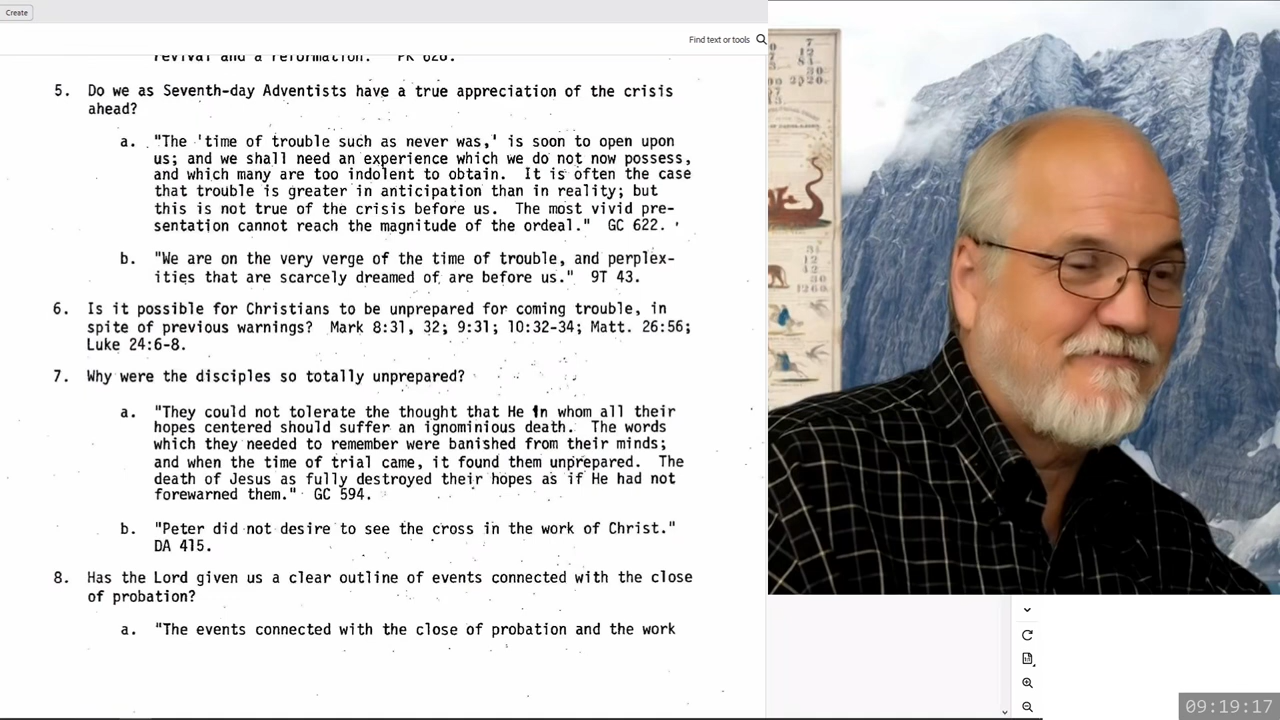 Create
Find text or tools
revival and a reformation." PK 628.
5. Do we as Seventh-day Adventists have a true appreciation of the crisis
ahead?
a. "The 'time of trouble such as never was,' is soon to open upon
us; and we shall need an experience which we do not now possess,
and which many are too indolent to obtain. It is often the case
that trouble is greater in anticipation than in reality; but
this is not true of the crisis before us. The most vivid pre-
sentation cannot reach the magnitude of the ordeal." GC 622.
b. "We are on the very verge of the time of trouble, and perplex-
ities that are scarcely dreamed of are before us." 9T 43.
6. Is it possible for Christians to be unprepared for coming trouble, in
spite of previous warnings? Mark 8:31, 32; 9:31; 10:32-34; Matt. 26:56;
Luke 24:6-8.
7. Why were the disciples so totally unprepared?
a. "They could not tolerate the thought that He in whom all their
hopes centered should suffer an ignominious death. The words
which they needed to remember were banished from their minds;
and when the time of trial came, it found them unprepared. The
death of Jesus as fully destroyed their hopes as if He had not
forewarned them." GC 594.
b. "Peter did not desire to see the cross in the work of Christ."
DA 415.
8. Has the Lord given us a clear outline of events connected with the close
of probation?
a. "The events connected with the close of probation and the work
09:19:17